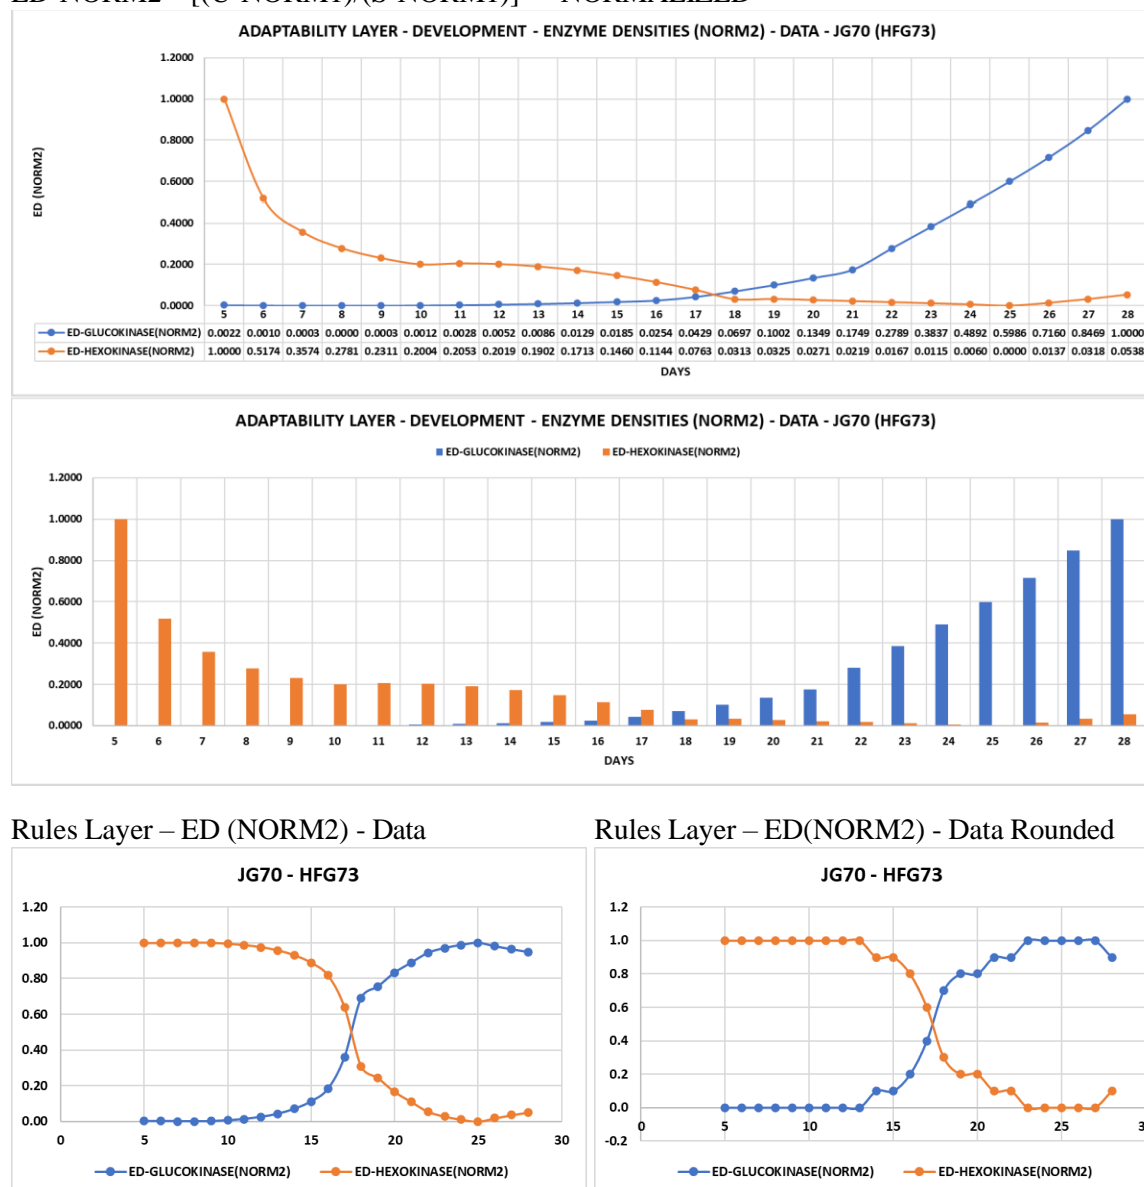 ADAPTABILITY LAYER - DEVELOPMENT - ENZYME DENSITIES (NORM2) - DATA - JG70 (HFG73)
1.2000
1.0000
0.8000
0.6000
0.4000
0.2000
0.0000
ED (NORM2)
5 6 7 8 9 10 11 12 13 14 15 16 17 18 19 20 21 22 23 24 25 26 27 28
ED-GLUCOKINASE(NORM2) 0.0022 0.0010 0.0003 0.0000 0.0003 0.0012 0.0028 0.0052 0.0086 0.0129 0.0185 0.0254 0.0429 0.0697 0.1002 0.1349 0.1749 0.2789 0.3837 0.4892 0.5986 0.7160 0.8469 1.0000
ED-HEXOKINASE(NORM2) 1.0000 0.5174 0.3574 0.2781 0.2311 0.2004 0.2053 0.2019 0.1902 0.1713 0.1460 0.1144 0.0763 0.0313 0.0325 0.0271 0.0219 0.0167 0.0115 0.0060 0.0000 0.0137 0.0318 0.0538
DAYS
ADAPTABILITY LAYER - DEVELOPMENT - ENZYME DENSITIES (NORM2) - DATA - JG70 (HFG73)
ED-GLUCOKINASE(NORM2) ED-HEXOKINASE(NORM2)
1.2000
1.0000
0.8000
0.6000
0.4000
0.2000
0.0000
ED (NORM2)
5 6 7 8 9 10 11 12 13 14 15 16 17 18 19 20 21 22 23 24 25 26 27 28
DAYS
Rules Layer – ED (NORM2) - Data
JG70 - HFG73
1.20
1.00
0.80
0.60
0.40
0.20
0.00
0 5 10 15 20 25 30
ED-GLUCOKINASE(NORM2) ED-HEXOKINASE(NORM2)
Rules Layer – ED(NORM2) - Data Rounded
JG70 - HFG73
1.2
1.0
0.8
0.6
0.4
0.2
0.0
-0.2
0 5 10 15 20 25
ED-GLUCOKINASE(NORM2) ED-HEXOKINASE(NORM2)